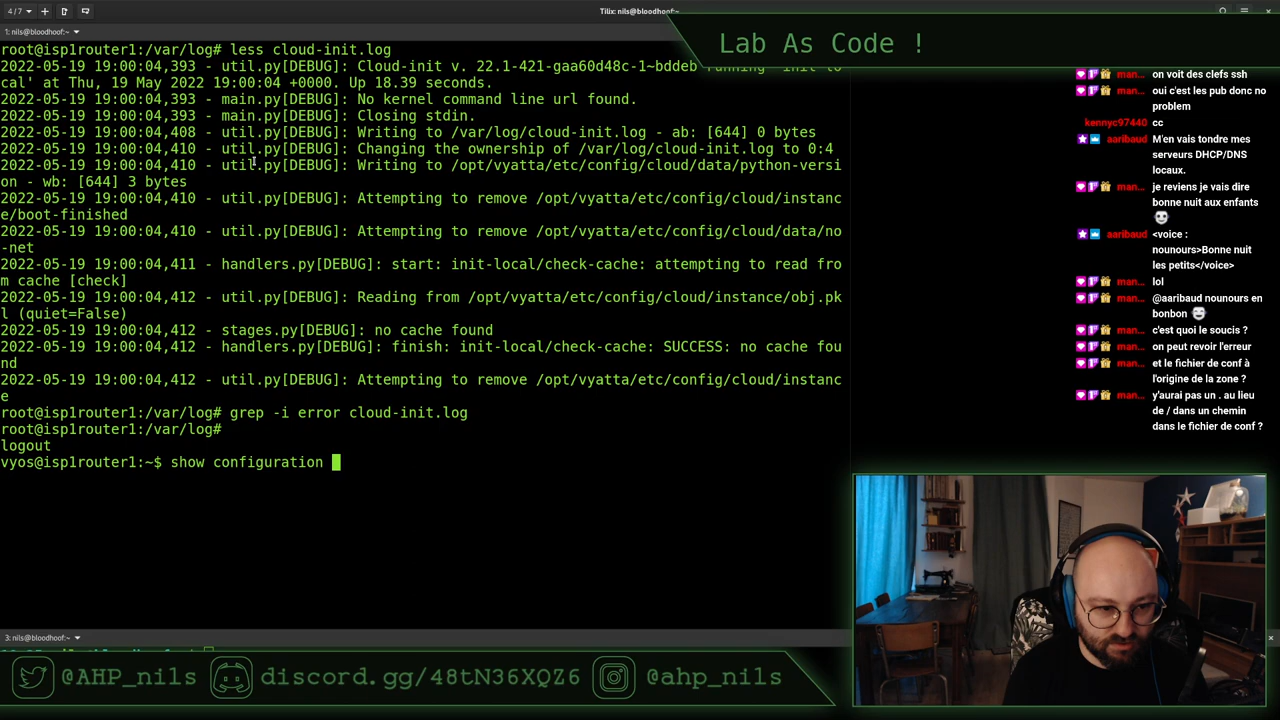 4/7
Tilix: nils@bloodhoof:~
1: nils@bloodhoof:~
Lab As Code !
root@isp1router1:/var/log# less cloud-init.log
2022-05-19 19:00:04,393 - util.py[DEBUG]: Cloud-init v. 22.1-421-gaa60d48c-1~bddeb running 'init-lo
cal' at Thu, 19 May 2022 19:00:04 +0000. Up 18.39 seconds.
2022-05-19 19:00:04,393 - main.py[DEBUG]: No kernel command line url found.
2022-05-19 19:00:04,393 - main.py[DEBUG]: Closing stdin.
2022-05-19 19:00:04,408 - util.py[DEBUG]: Writing to /var/log/cloud-init.log - ab: [644] 0 bytes
2022-05-19 19:00:04,410 - util.py[DEBUG]: Changing the ownership of /var/log/cloud-init.log to 0:4
2022-05-19 19:00:04,410 - util.py[DEBUG]: Writing to /opt/vyatta/etc/config/cloud/data/python-versi
on - wb: [644] 3 bytes
2022-05-19 19:00:04,410 - util.py[DEBUG]: Attempting to remove /opt/vyatta/etc/config/cloud/instanc
e/boot-finished
2022-05-19 19:00:04,410 - util.py[DEBUG]: Attempting to remove /opt/vyatta/etc/config/cloud/data/no
-net
2022-05-19 19:00:04,411 - handlers.py[DEBUG]: start: init-local/check-cache: attempting to read fro
m cache [check]
2022-05-19 19:00:04,412 - util.py[DEBUG]: Reading from /opt/vyatta/etc/config/cloud/instance/obj.pk
l (quiet=False)
2022-05-19 19:00:04,412 - stages.py[DEBUG]: no cache found
2022-05-19 19:00:04,412 - handlers.py[DEBUG]: finish: init-local/check-cache: SUCCESS: no cache fou
nd
2022-05-19 19:00:04,412 - util.py[DEBUG]: Attempting to remove /opt/vyatta/etc/config/cloud/instanc
e
root@isp1router1:/var/log# grep -i error cloud-init.log
root@isp1router1:/var/log#
logout
vyos@isp1router1:~$ show configuration
man... on voit des clefs ssh
man... oui c'est les pub donc no
problem
kennyc97440 cc
aaribaud M'en vais tondre mes
serveurs DHCP/DNS
locaux.
man... je reviens je vais dire
bonne nuit aux enfants
aaribaud <voice :
nounours>Bonne nuit
les petits</voice>
man... lol
man... @aaribaud nounours en
bonbon
man... c'est quoi le soucis ?
man... on peut revoir l'erreur
man... et le fichier de conf à
l'origine de la zone ?
man... y'aurai pas un . au lieu
de / dans un chemin
dans le fichier de conf ?
3: nils@bloodhoof:~
@AHP_nils
discord.gg/48tN36XQZ6
@ahp_nils